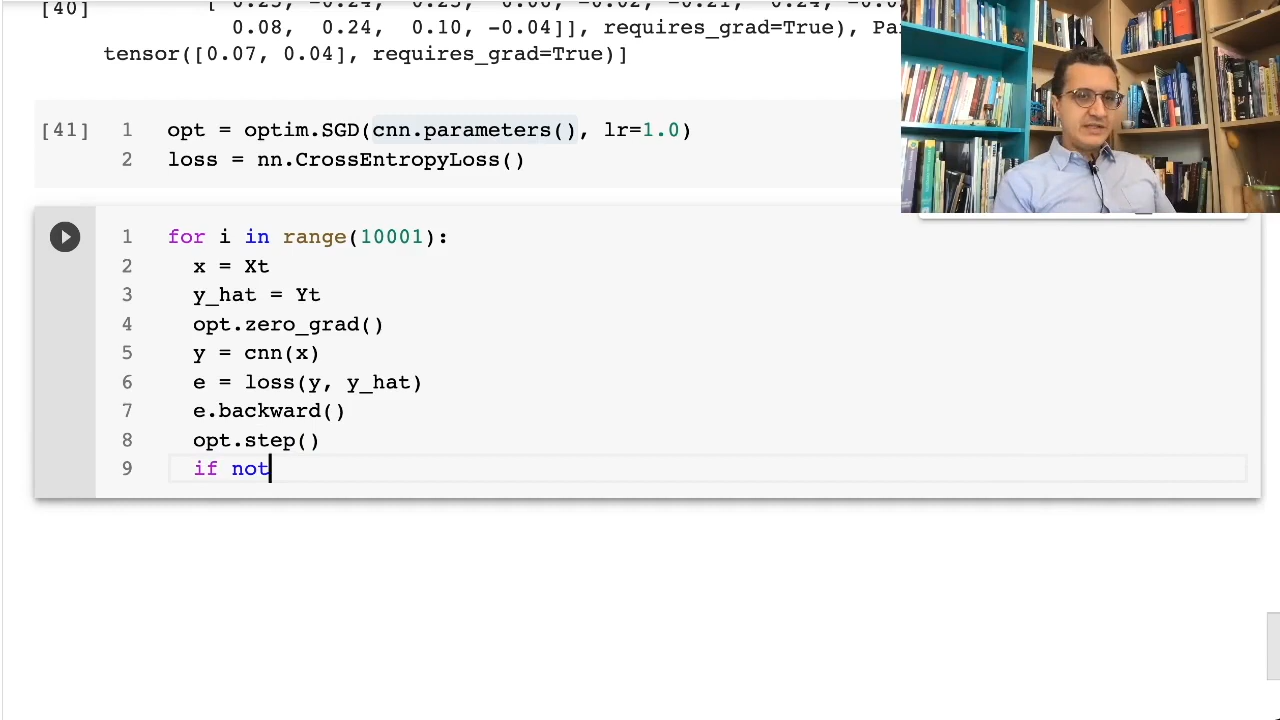 [40]
0.08, 0.24, 0.10, -0.04]], requires_grad=True), Pa
tensor([0.07, 0.04], requires_grad=True)]
[41] 1 opt = optim.SGD(cnn.parameters(), lr=1.0)
2 loss = nn.CrossEntropyLoss()
1 for i in range(10001):
2 x = Xt
3 y_hat = Yt
4 opt.zero_grad()
5 y = cnn(x)
6 e = loss(y, y_hat)
7 e.backward()
8 opt.step()
9 if not